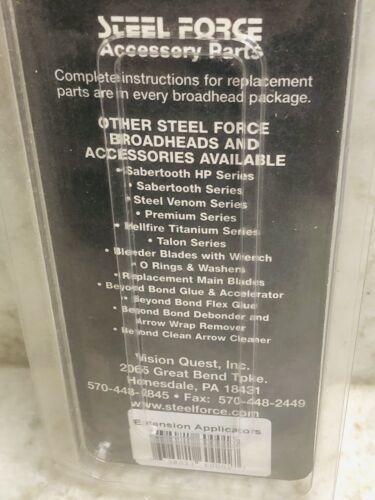 STEEL FORCE
Accessory Parts
Complete instructions for replacement
parts are in every broadhead package.
OTHER STEEL FORCE
BROADHEADS AND
ACCESSORIES AVAILABLE
• Sabertooth HP Series
• Sabertooth Series
• Steel Venom Series
• Premium Series
• Hellfire Titanium Series
• Talon Series
• Bleeder Blades with Wrench
• O Rings & Washers
• Replacement Main Blades
• Beyond Bond Glue & Accelerator
• Beyond Bond Flex Glue
• Beyond Bond Debonder and
Arrow Wrap Remover
• Beyond Clean Arrow Cleaner
Vision Quest, Inc.
2065 Great Bend Tpke.
Honesdale, PA 18431
570-448-2845 • Fax: 570-448-2449
www.steelforce.com
Extension Applicators